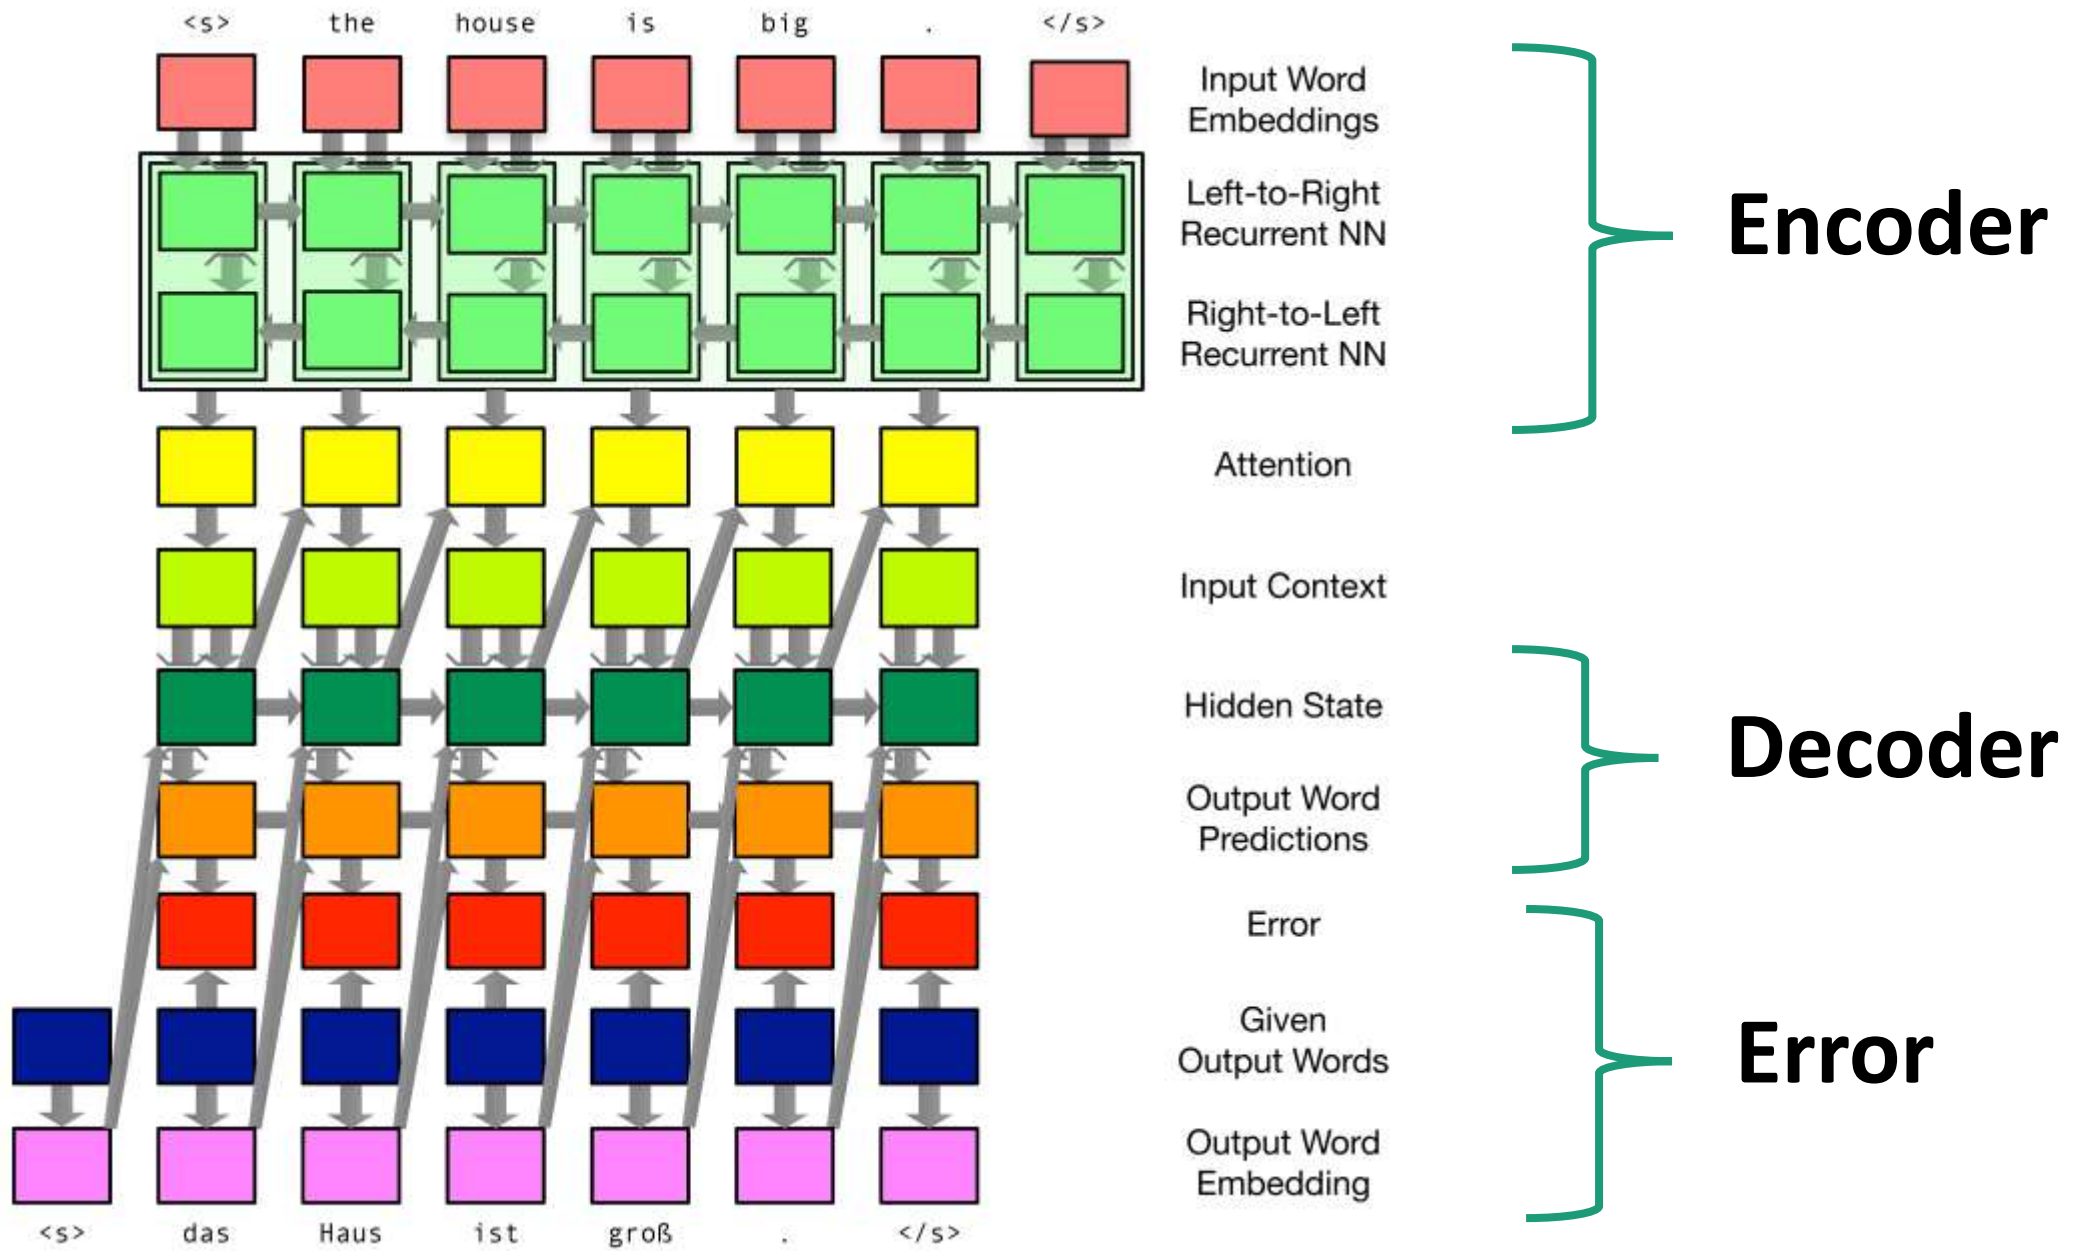 <s> the house is big . </s>
Input Word
Embeddings
Left-to-Right
Recurrent NN
Right-to-Left
Recurrent NN
Encoder
Attention
Input Context
Hidden State
Output Word
Predictions
Decoder
Error
Given
Output Words
Output Word
Embedding
Error
<s> das Haus ist groß . </s>